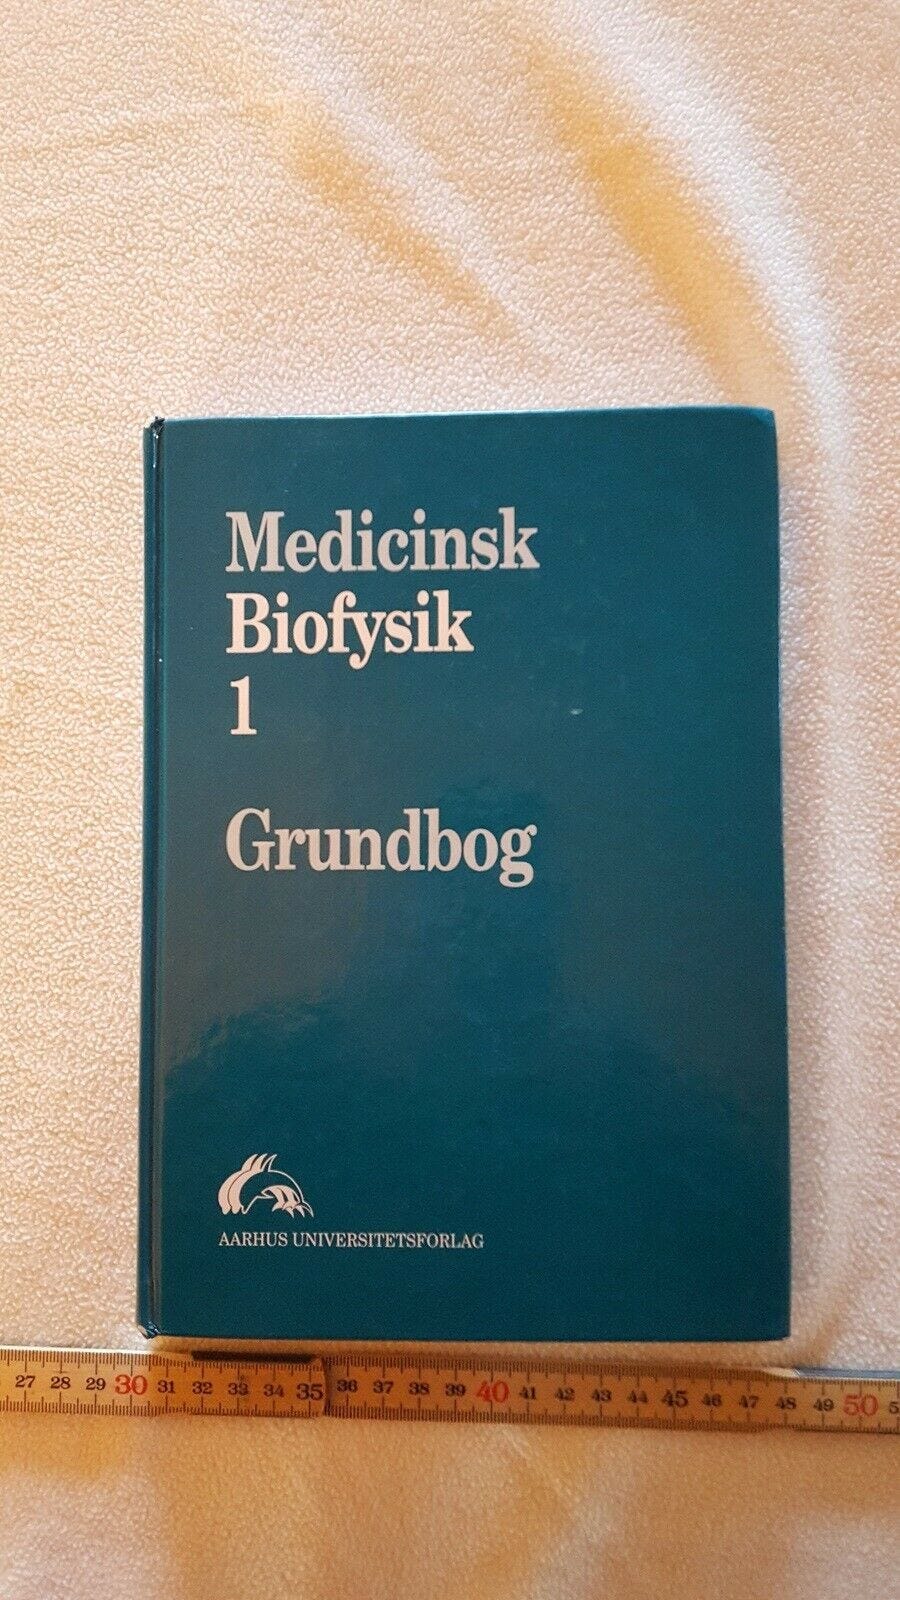 Medicinsk
Biofysik
1
Grundbog
AARHUS UNIVERSITETSFORLAG
27 28 29 30 31 32 33 34 35 36 37 38 39 40 41 42 43 44 45 46 47 48 49 50